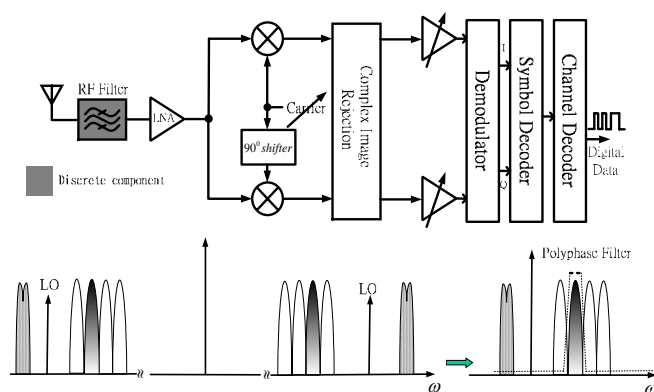 RF Filter
LNA
Carrier
90° shifter
Complex Image
Rejection
I
Q
Demodulator
Symbol Decoder
Channel Decoder
Digital
Data
Discrete component
LO
LO
ω
Polyphase Filter
ω